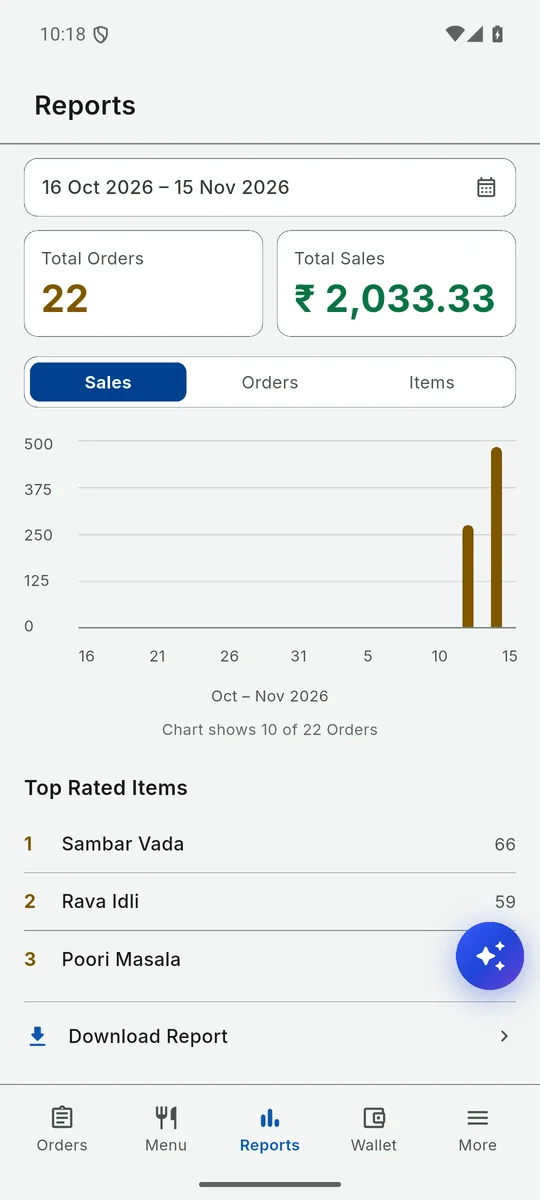 10:18
Reports
16 Oct 2026 – 15 Nov 2026
Total Orders
22
Total Sales
₹ 2,033.33
Sales Orders Items
500
375
250
125
0
16 21 26 31 5 10 15
Oct – Nov 2026
Chart shows 10 of 22 Orders
Top Rated Items
1 Sambar Vada 66
2 Rava Idli 59
3 Poori Masala
Download Report
Orders Menu Reports Wallet More